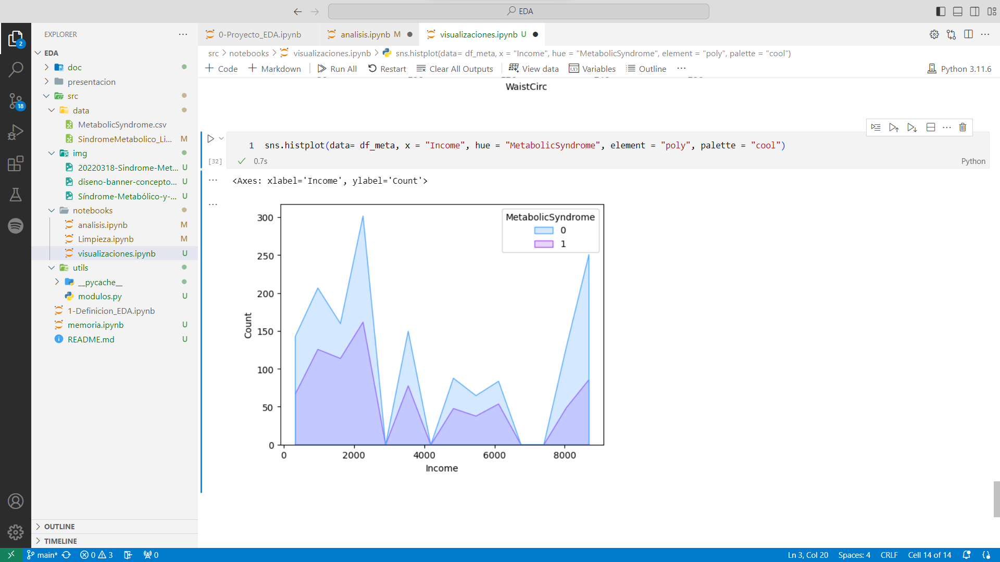 EDA
EXPLORER
EDA
doc
presentacion
src
data
MetabolicSyndrome.csv
SindromeMetabolico_Li... M
img
20220318-Sindrome-Met... U
diseno-banner-concepto... U
Síndrome-Metabólico-y-... U
notebooks
analisis.ipynb M
Limpieza.ipynb M
visualizaciones.ipynb U
utils
__pycache__
modulos.py U
1-Definicion_EDA.ipynb
memoria.ipynb U
README.md U
OUTLINE
TIMELINE
2
18
0-Proyecto_EDA.ipynb
analisis.ipynb M
visualizaciones.ipynb U
src > notebooks > visualizaciones.ipynb > sns.histplot(data= df_meta, x = "Income", hue = "MetabolicSyndrome", element = "poly", palette = "cool")
Code Markdown Run All Restart Clear All Outputs View data Variables Outline ... Python 3.11.6
WaistCirc
1 sns.histplot(data= df_meta, x = "Income", hue = "MetabolicSyndrome", element = "poly", palette = "cool")
[32] 0.7s Python
<Axes: xlabel='Income', ylabel='Count'>
MetabolicSyndrome
0
1
300
250
200
150
100
50
0
Count
0 2000 4000 6000 8000
Income
main* 0 3 0 Ln 3, Col 20 Spaces: 4 CRLF Cell 14 of 14